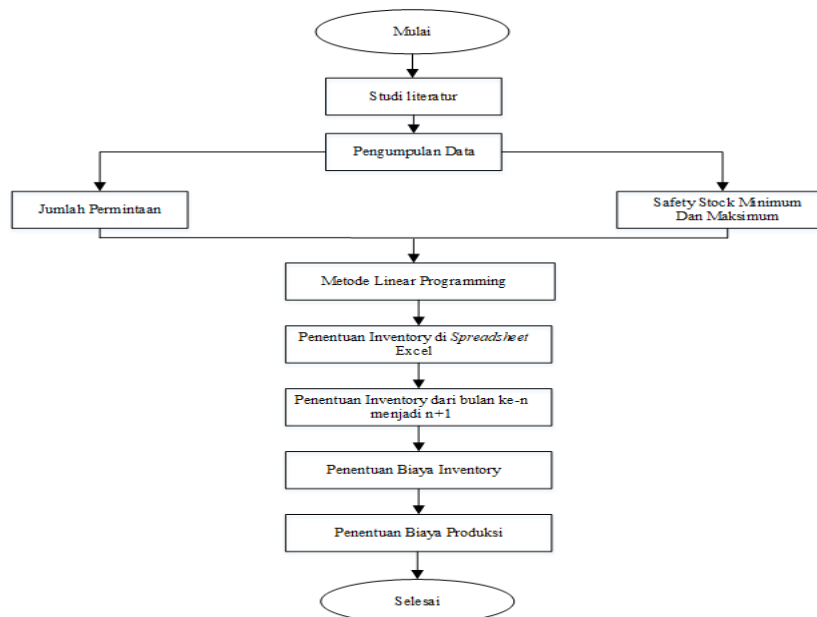 Mulai
Studi literatur
Pengumpulan Data
Jumlah Permintaan
Safety Stock Minimum
Dan Maksimum
Metode Linear Programming
Penentuan Inventory di Spreadsheet
Excel
Penentuan Inventory dari bulan ke-n
menjadi n+1
Penentuan Biaya Inventory
Penentuan Biaya Produksi
Selesai